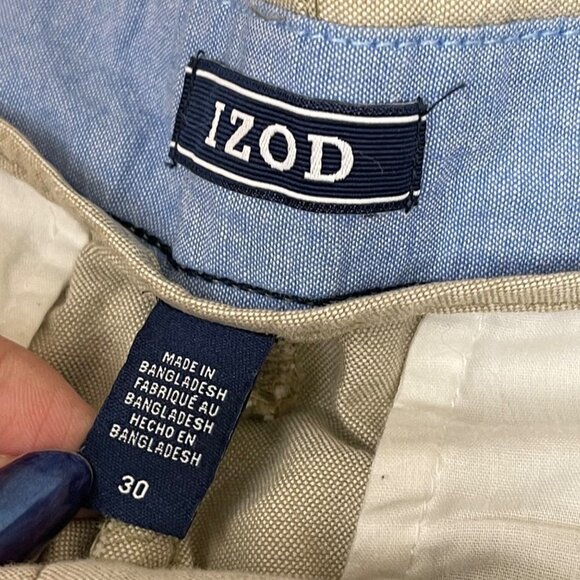 IZOD
MADE IN
BANGLADESH
FABRIQUÉ AU
BANGLADESH
HECHO EN
BANGLADESH
30